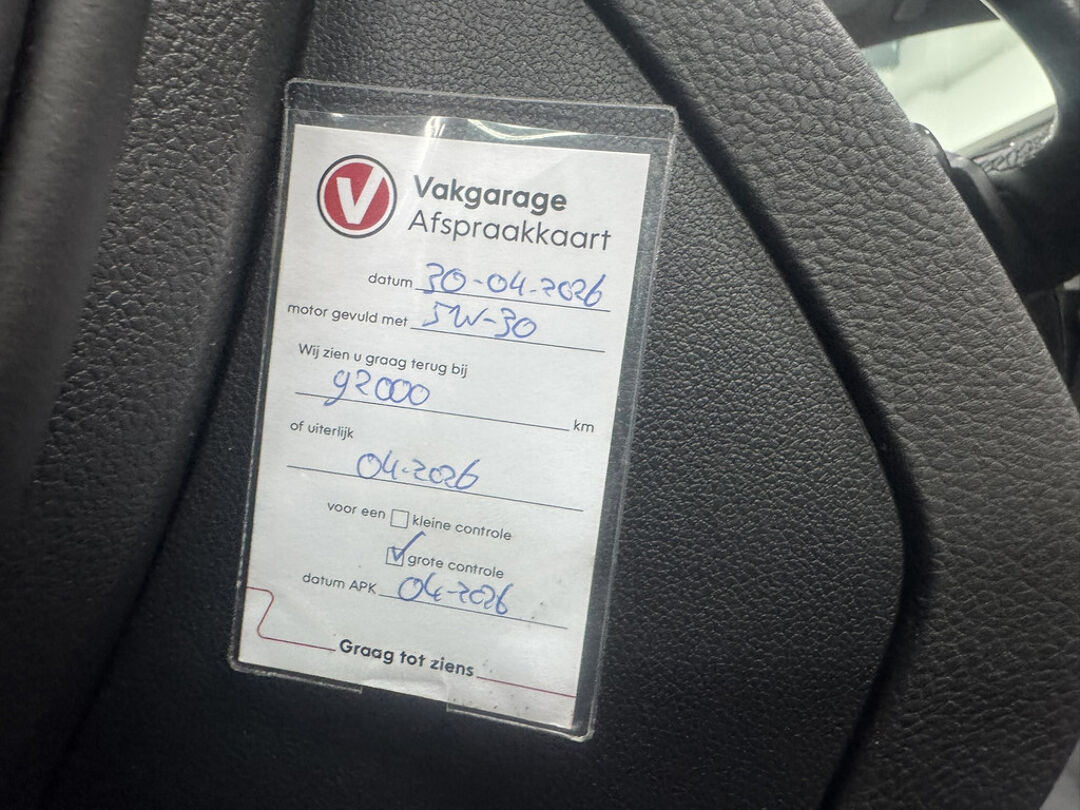 V Vakgarage
Afspraakkaart
datum 30-04-2026
motor gevuld met 5W-30
Wij zien u graag terug bij
92000 km
of uiterlijk
04-2026
voor een kleine controle
grote controle
datum APK 04-2026
Graag tot ziens